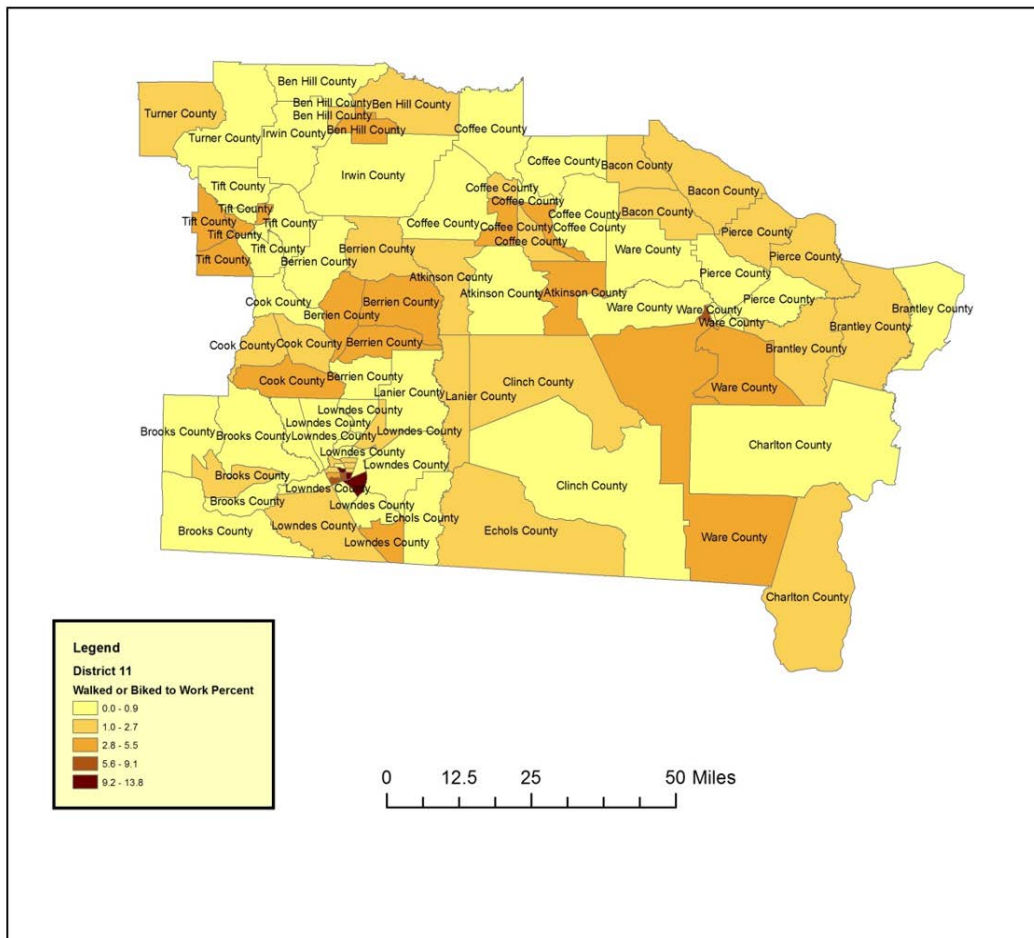 Ben Hill County
Turner County
Ben Hill County
Ben Hill County
Ben Hill County
Ben Hill County
Coffee County
Turner County
Irwin County
Coffee County
Bacon County
Irwin County
Tift County
Coffee County
Bacon County
Coffee County
Tift County
Bacon County
Tift County
Tift County
Coffee County
Coffee County
Coffee County
Pierce County
Tift County
Coffee County
Coffee County
Tift County
Berrien County
Ware County
Pierce County
Tift County
Berrien County
Atkinson County
Pierce County
Atkinson County
Atkinson County
Cook County
Berrien County
Ware County
Ware County
Pierce County
Brantley County
Berrien County
Ware County
Brantley County
Cook County
Cook County
Berrien County
Brantley County
Berrien County
Clinch County
Cook County
Ware County
Lanier County
Lanier County
Lowndes County
Lowndes County
Brooks County
Brooks County
Lowndes County
Lowndes County
Charlton County
Lowndes County
Lowndes County
Brooks County
Clinch County
Lowndes County
Brooks County
Lowndes County
Echols County
Brooks County
Lowndes County
Echols County
Lowndes County
Ware County
Charlton County
Legend
District 11
Walked or Biked to Work Percent
0.0 - 0.9
1.0 - 2.7
2.8 - 5.5
5.6 - 9.1
9.2 - 13.8
0 12.5 25 50 Miles